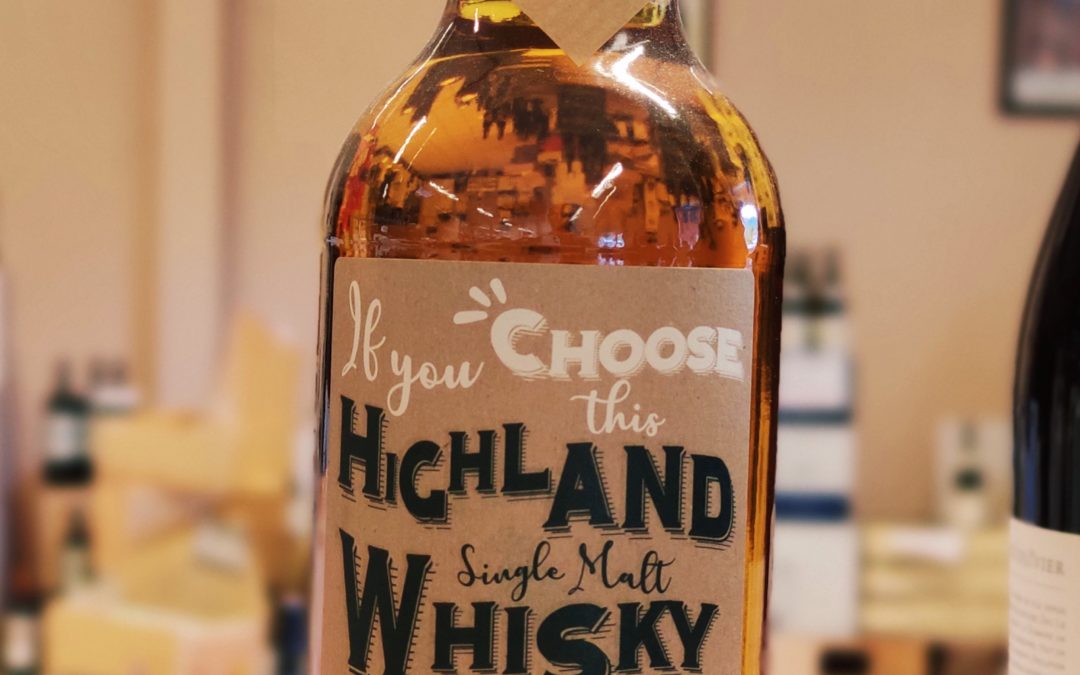 If you CHOOSE
this
HIGHLAND
Single Malt
WHISKY